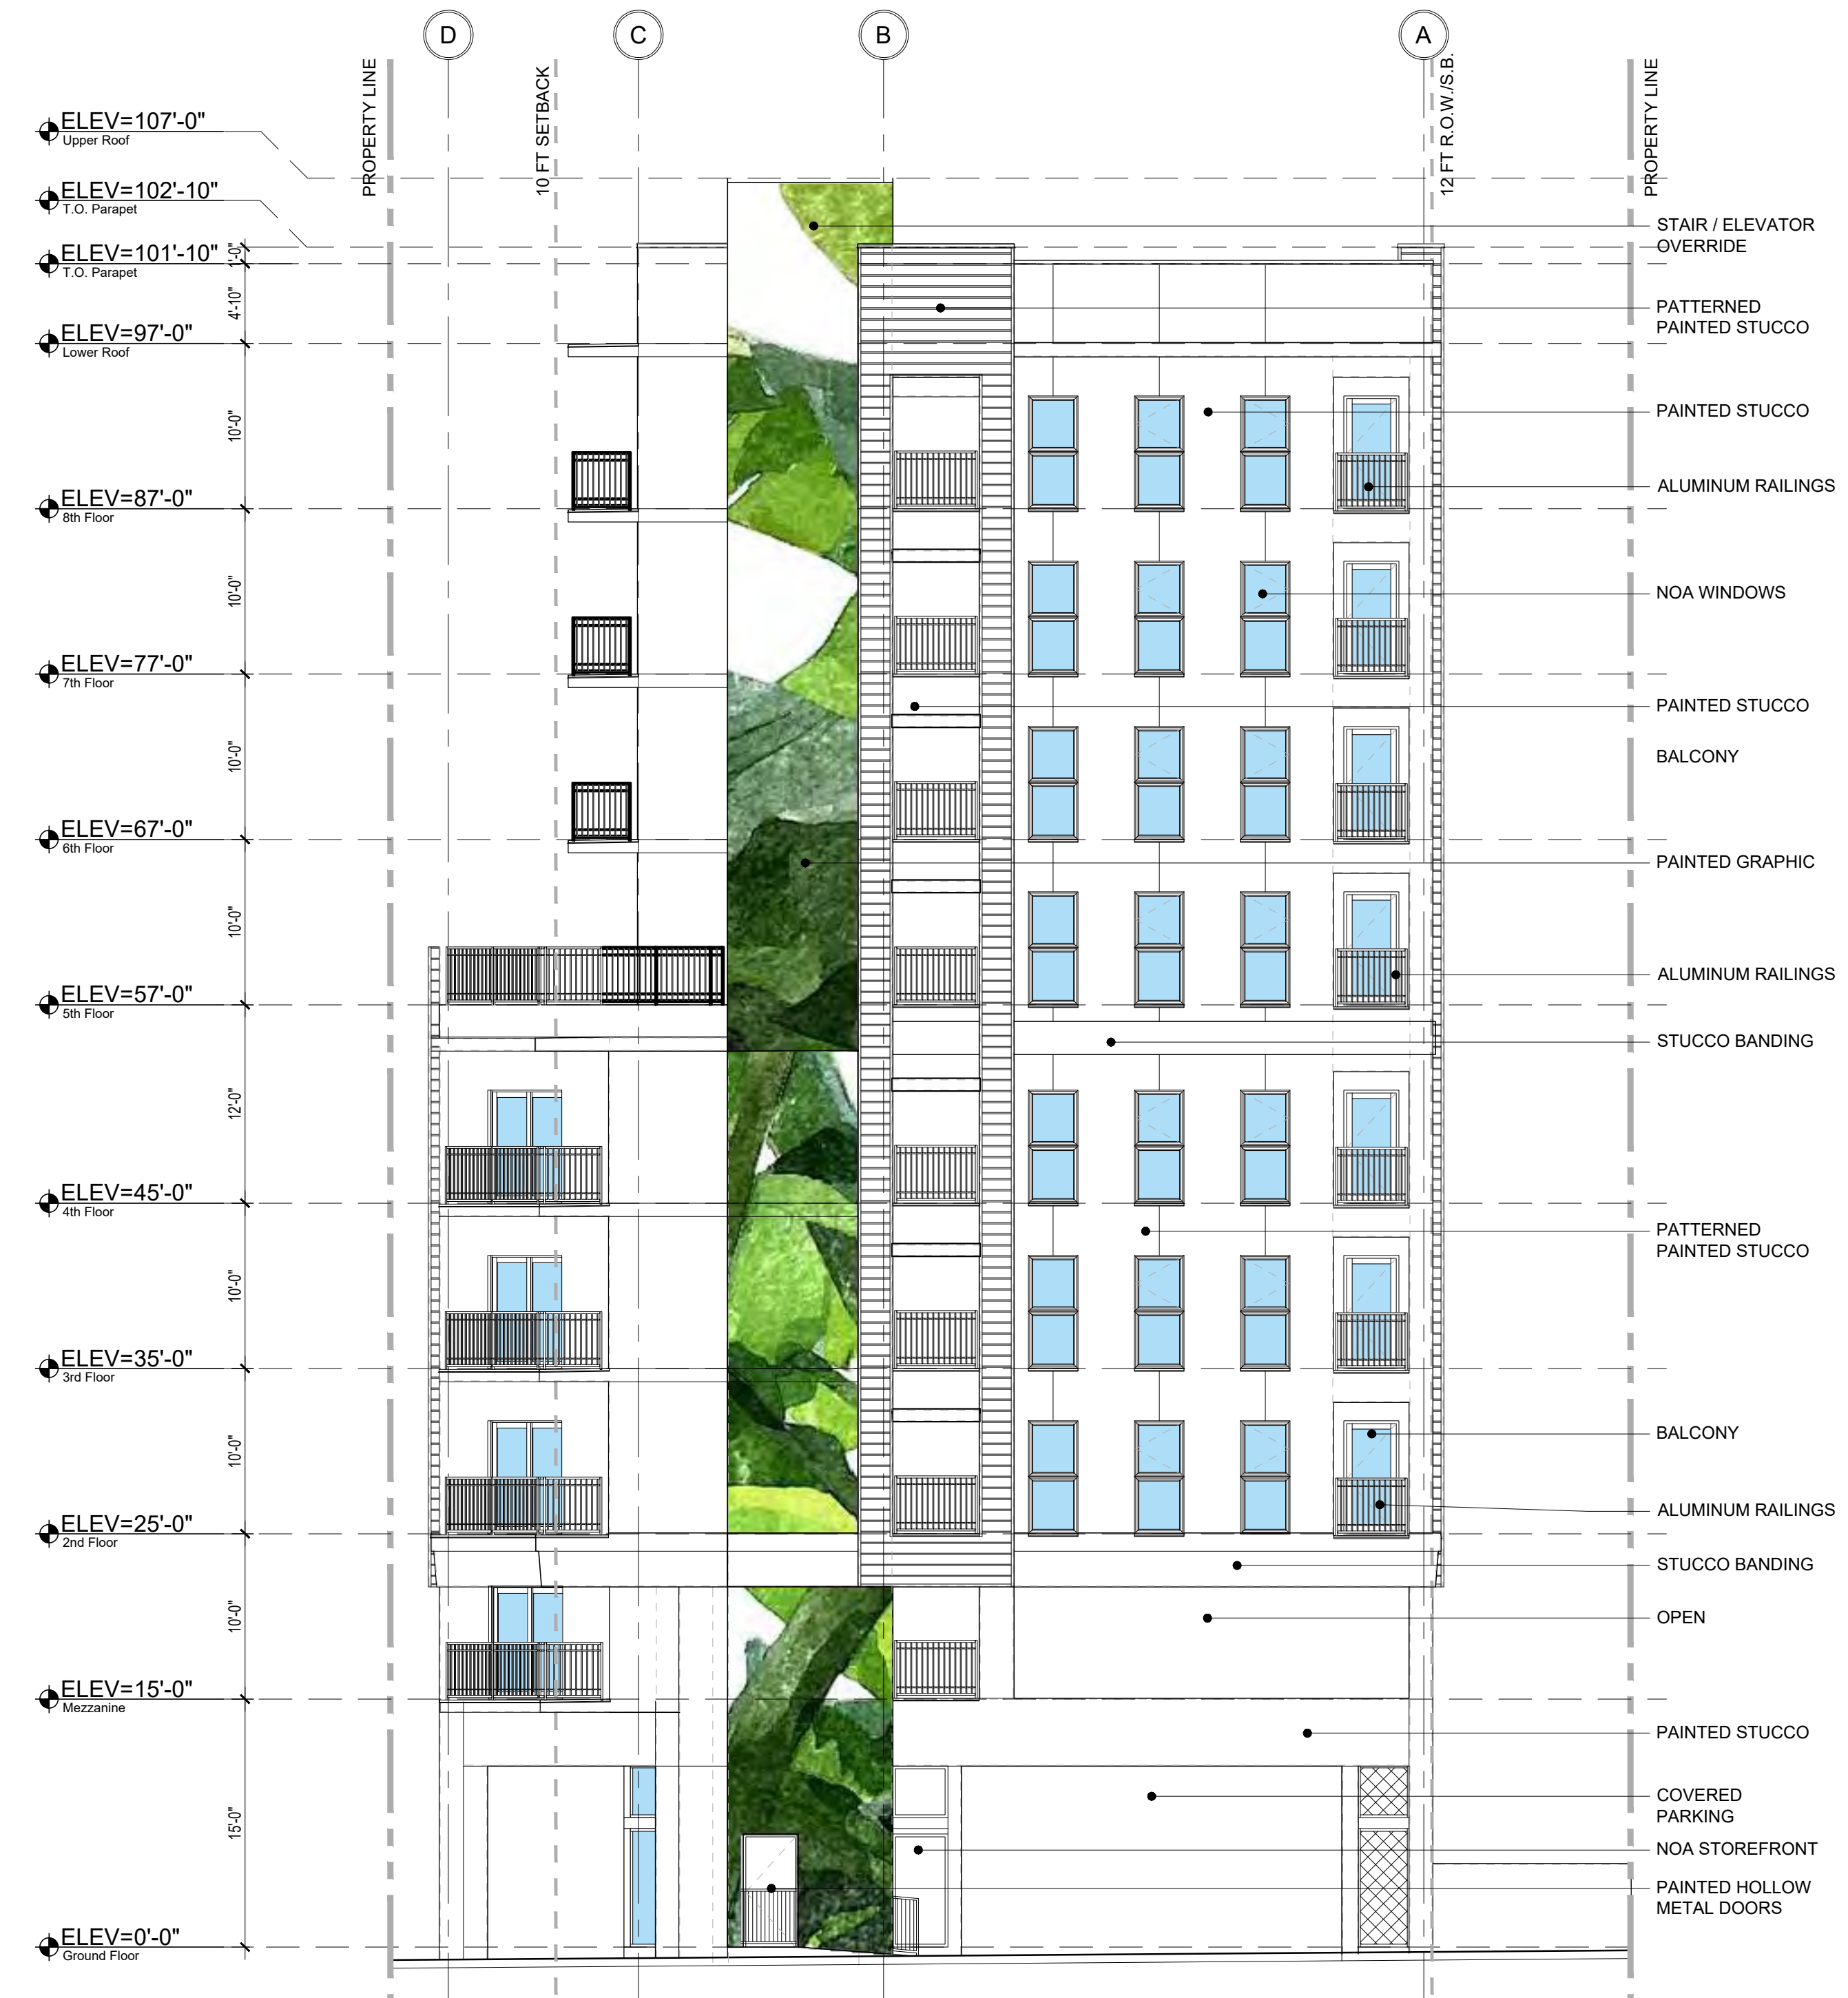 D
C
B
A
PROPERTY LINE
10 FT SETBACK
12 FT R.O.W./S.B.
PROPERTY LINE
ELEV=107'-0"
Upper Roof
ELEV=102'-10"
T.O. Parapet
ELEV=101'-10"
T.O. Parapet
ELEV=97'-0"
Lower Roof
ELEV=87'-0"
8th Floor
ELEV=77'-0"
7th Floor
ELEV=67'-0"
6th Floor
ELEV=57'-0"
5th Floor
ELEV=45'-0"
4th Floor
ELEV=35'-0"
3rd Floor
ELEV=25'-0"
2nd Floor
ELEV=15'-0"
Mezzanine
ELEV=0'-0"
Ground Floor
1'-0"
4'-10"
10'-0"
10'-0"
10'-0"
10'-0"
12'-0"
10'-0"
10'-0"
10'-0"
15'-0"
STAIR / ELEVATOR
OVERRIDE
PATTERNED
PAINTED STUCCO
PAINTED STUCCO
ALUMINUM RAILINGS
NOA WINDOWS
PAINTED STUCCO
BALCONY
PAINTED GRAPHIC
ALUMINUM RAILINGS
STUCCO BANDING
PATTERNED
PAINTED STUCCO
BALCONY
ALUMINUM RAILINGS
STUCCO BANDING
OPEN
PAINTED STUCCO
COVERED
PARKING
NOA STOREFRONT
PAINTED HOLLOW
METAL DOORS